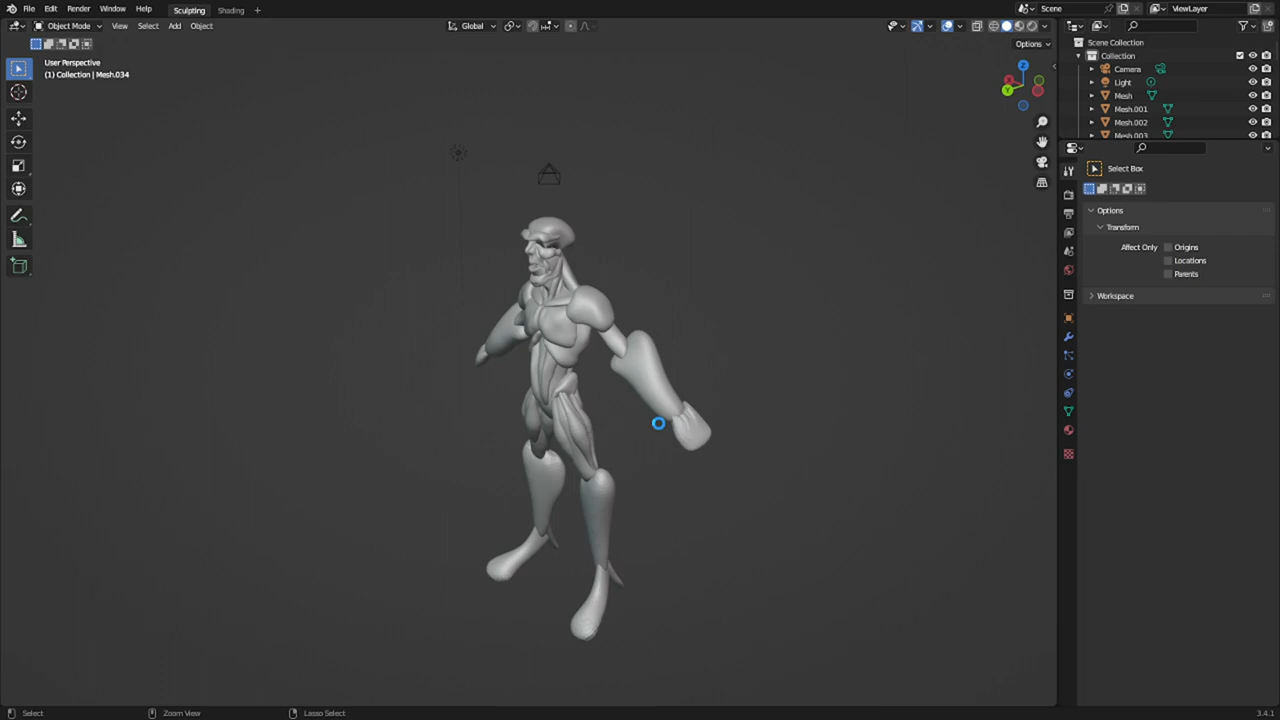 File Edit Render Window Help Sculpting Shading + Scene ViewLayer
Object Mode View Select Add Object Global
Options
User Perspective
(1) Collection | Mesh.034
Z
X
Y
Scene Collection
Collection
Camera
Light
Mesh
Mesh.001
Mesh.002
Mesh.003
Select Box
Options
Transform
Affect Only Origins
Locations
Parents
Workspace
Select Zoom View Lasso Select 3.4.1